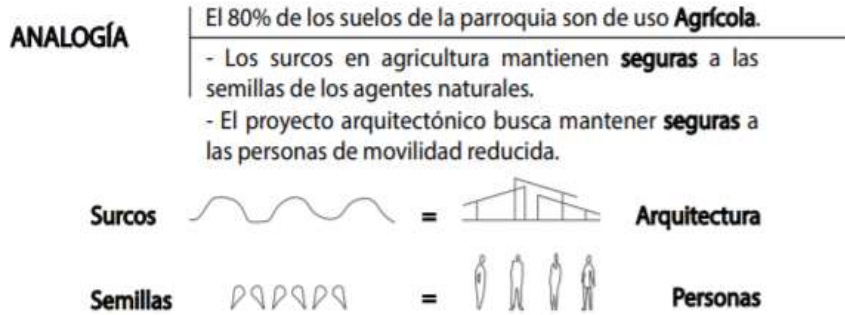 ANALOGÍA
El 80% de los suelos de la parroquia son de uso Agrícola.
- Los surcos en agricultura mantienen seguras a las
semillas de los agentes naturales.
- El proyecto arquitectónico busca mantener seguras a
las personas de movilidad reducida.
Surcos = Arquitectura
Semillas = Personas